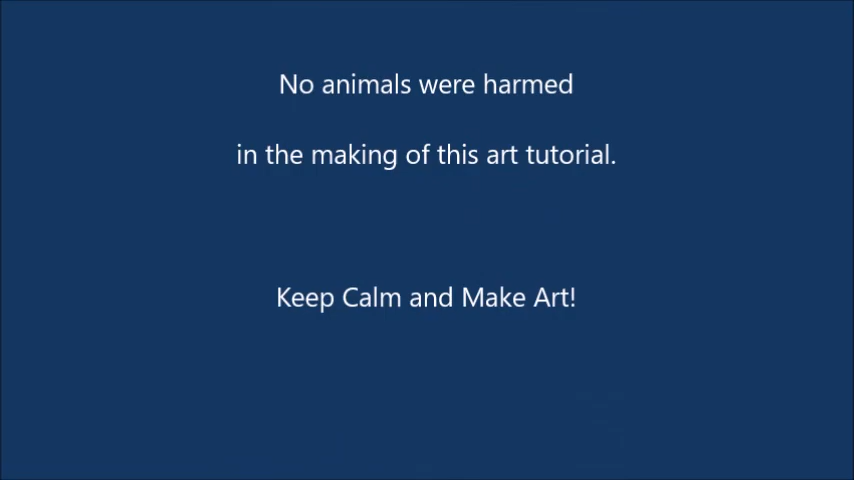 No animals were harmed
in the making of this art tutorial.
Keep Calm and Make Art!